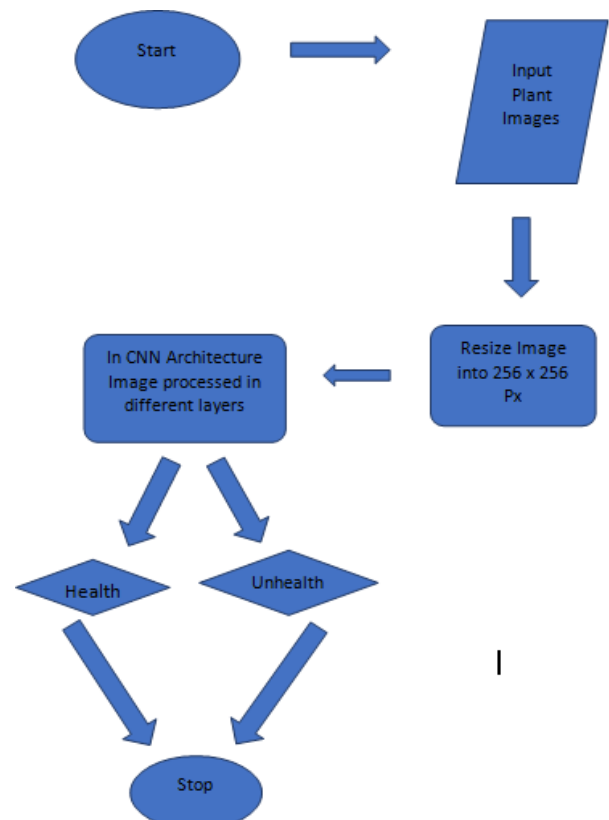 Start
Input
Plant
Images
Resize Image
into 256 x 256
Px
In CNN Architecture
Image processed in
different layers
Health
Unhealth
Stop